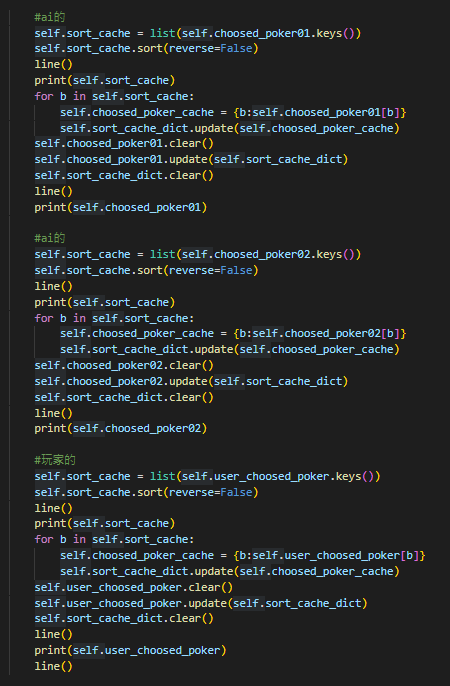 #ai的
self.sort_cache = list(self.choosed_poker01.keys())
self.sort_cache.sort(reverse=False)
line()
print(self.sort_cache)
for b in self.sort_cache:
    self.choosed_poker_cache = {b:self.choosed_poker01[b]}
    self.sort_cache_dict.update(self.choosed_poker_cache)
self.choosed_poker01.clear()
self.choosed_poker01.update(self.sort_cache_dict)
self.sort_cache_dict.clear()
line()
print(self.choosed_poker01)

#ai的
self.sort_cache = list(self.choosed_poker02.keys())
self.sort_cache.sort(reverse=False)
line()
print(self.sort_cache)
for b in self.sort_cache:
    self.choosed_poker_cache = {b:self.choosed_poker02[b]}
    self.sort_cache_dict.update(self.choosed_poker_cache)
self.choosed_poker02.clear()
self.choosed_poker02.update(self.sort_cache_dict)
self.sort_cache_dict.clear()
line()
print(self.choosed_poker02)

#玩家的
self.sort_cache = list(self.user_choosed_poker.keys())
self.sort_cache.sort(reverse=False)
line()
print(self.sort_cache)
for b in self.sort_cache:
    self.choosed_poker_cache = {b:self.user_choosed_poker[b]}
    self.sort_cache_dict.update(self.choosed_poker_cache)
self.user_choosed_poker.clear()
self.user_choosed_poker.update(self.sort_cache_dict)
self.sort_cache_dict.clear()
line()
print(self.user_choosed_poker)
line()